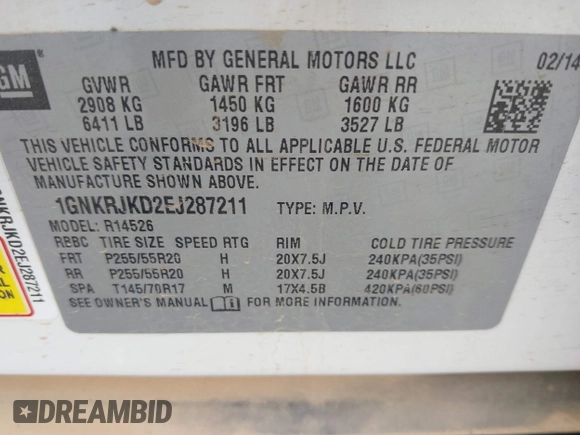 GM
MFD BY GENERAL MOTORS LLC 02/14
GVWR GAWR FRT GAWR RR
2908 KG 1450 KG 1600 KG
6411 LB 3196 LB 3527 LB
THIS VEHICLE CONFORMS TO ALL APPLICABLE U.S. FEDERAL MOTOR
VEHICLE SAFETY STANDARDS IN EFFECT ON THE DATE OF
MANUFACTURE SHOWN ABOVE.
1GNKRJKD2EJ287211 TYPE: M.P.V.
MODEL: R14526
RPBC TIRE SIZE SPEED RTG RIM COLD TIRE PRESSURE
FRT P255/55R20 H 20X7.5J 240KPA(35PSI)
RR P255/55R20 H 20X7.5J 240KPA(35PSI)
SPA T145/70R17 M 17X4.5B 420KPA(60PSI)
SEE OWNER'S MANUAL i FOR MORE INFORMATION.
GNKRJKD2EJ287211
DREAMBID